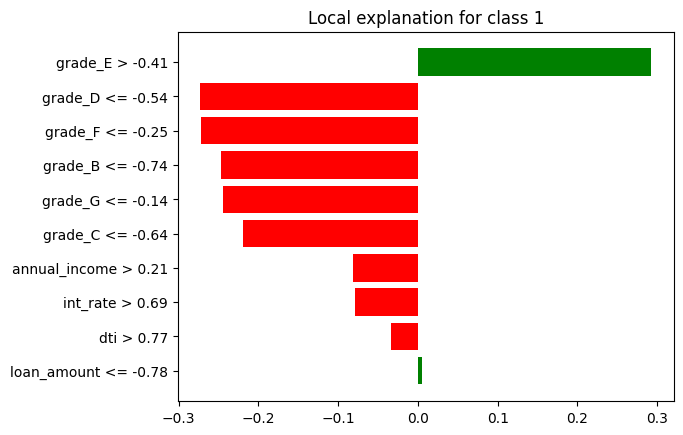 Local explanation for class 1
grade_E > -0.41
grade_D <= -0.54
grade_F <= -0.25
grade_B <= -0.74
grade_G <= -0.14
grade_C <= -0.64
annual_income > 0.21
int_rate > 0.69
dti > 0.77
loan_amount <= -0.78
−0.3 −0.2 −0.1 0.0 0.1 0.2 0.3